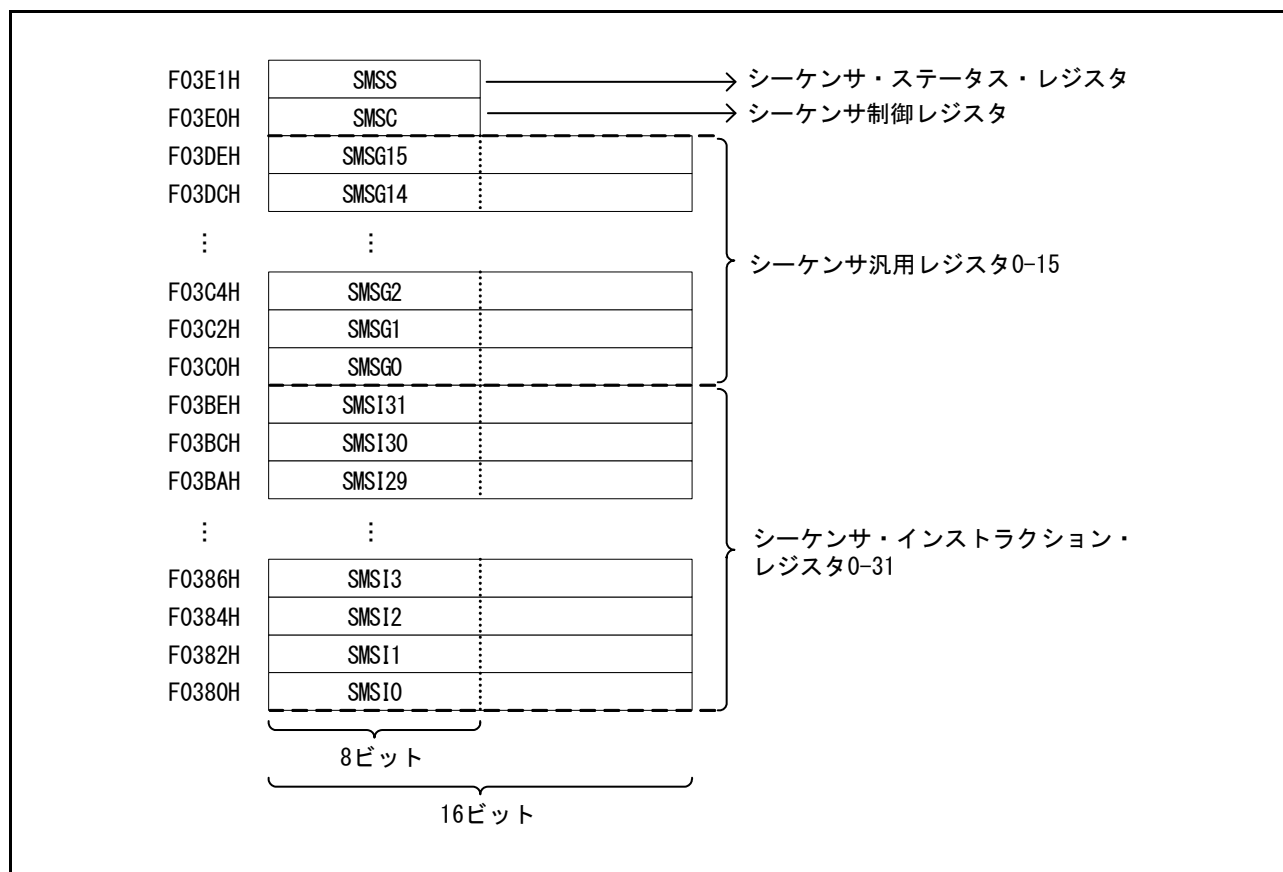 F03E1H SMSS シーケンサ・ステータス・レジスタ
F03E0H SMSC シーケンサ制御レジスタ
F03DEH SMSG15
F03DCH SMSG14
⋮ ⋮
シーケンサ汎用レジスタ0-15
F03C4H SMSG2
F03C2H SMSG1
F03C0H SMSG0
F03BEH SMSI31
F03BCH SMSI30
F03BAH SMSI29
⋮ ⋮
シーケンサ・インストラクション・
レジスタ0-31
F0386H SMSI3
F0384H SMSI2
F0382H SMSI1
F0380H SMSI0
8ビット
16ビット